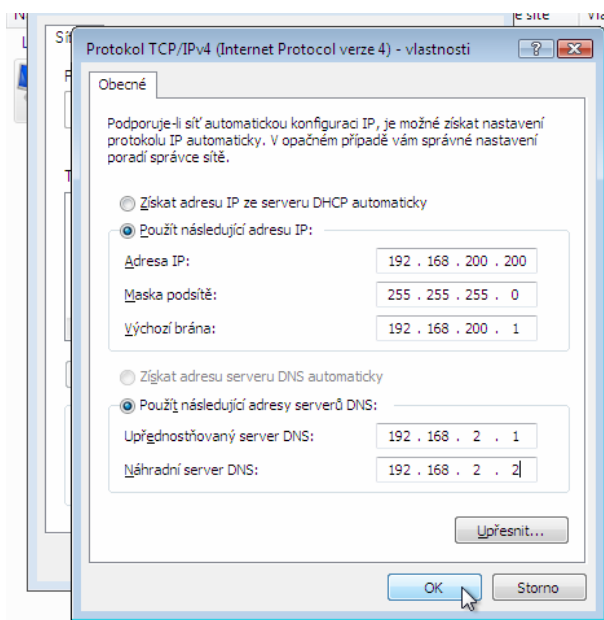 Protokol TCP/IPv4 (Internet Protocol verze 4) - vlastnosti
Obecné
Podporuje-li síť automatickou konfiguraci IP, je možné získat nastavení
protokolu IP automaticky. V opačném případě vám správné nastavení
poradí správce sítě.
Získat adresu IP ze serveru DHCP automaticky
Použít následující adresu IP:
Adresa IP: 192 . 168 . 200 . 200
Maska podsítě: 255 . 255 . 255 . 0
Výchozí brána: 192 . 168 . 200 . 1
Získat adresu serveru DNS automaticky
Použít následující adresy serverů DNS:
Upřednostňovaný server DNS: 192 . 168 . 2 . 1
Náhradní server DNS: 192 . 168 . 2 . 2
Upřesnit...
OK Storno